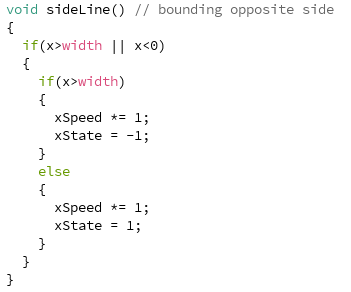 void sideLine() // bounding opposite side
{
  if(x>width || x<0)
  {
    if(x>width)
    {
      xSpeed *= 1;
      xState = -1;
    }
    else
    {
      xSpeed *= 1;
      xState = 1;
    }
  }
}